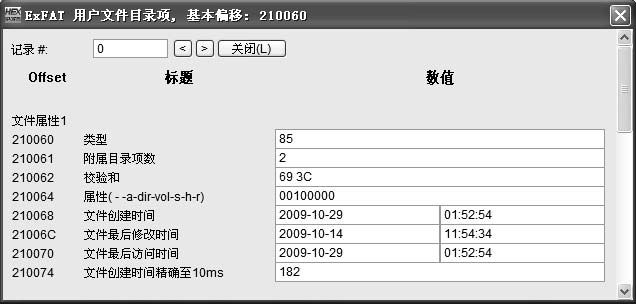 ExFAT 用户文件目录项, 基本偏移: 210060
记录 #: 0 < > 关闭(L)
Offset 标题 数值
文件属性1
210060 类型 85
210061 附属目录项数 2
210062 校验和 69 3C
210064 属性( - -a-dir-vol-s-h-r) 00100000
210068 文件创建时间 2009-10-29 01:52:54
21006C 文件最后修改时间 2009-10-14 11:54:34
210070 文件最后访问时间 2009-10-29 01:52:54
210074 文件创建时间精确至10ms 182